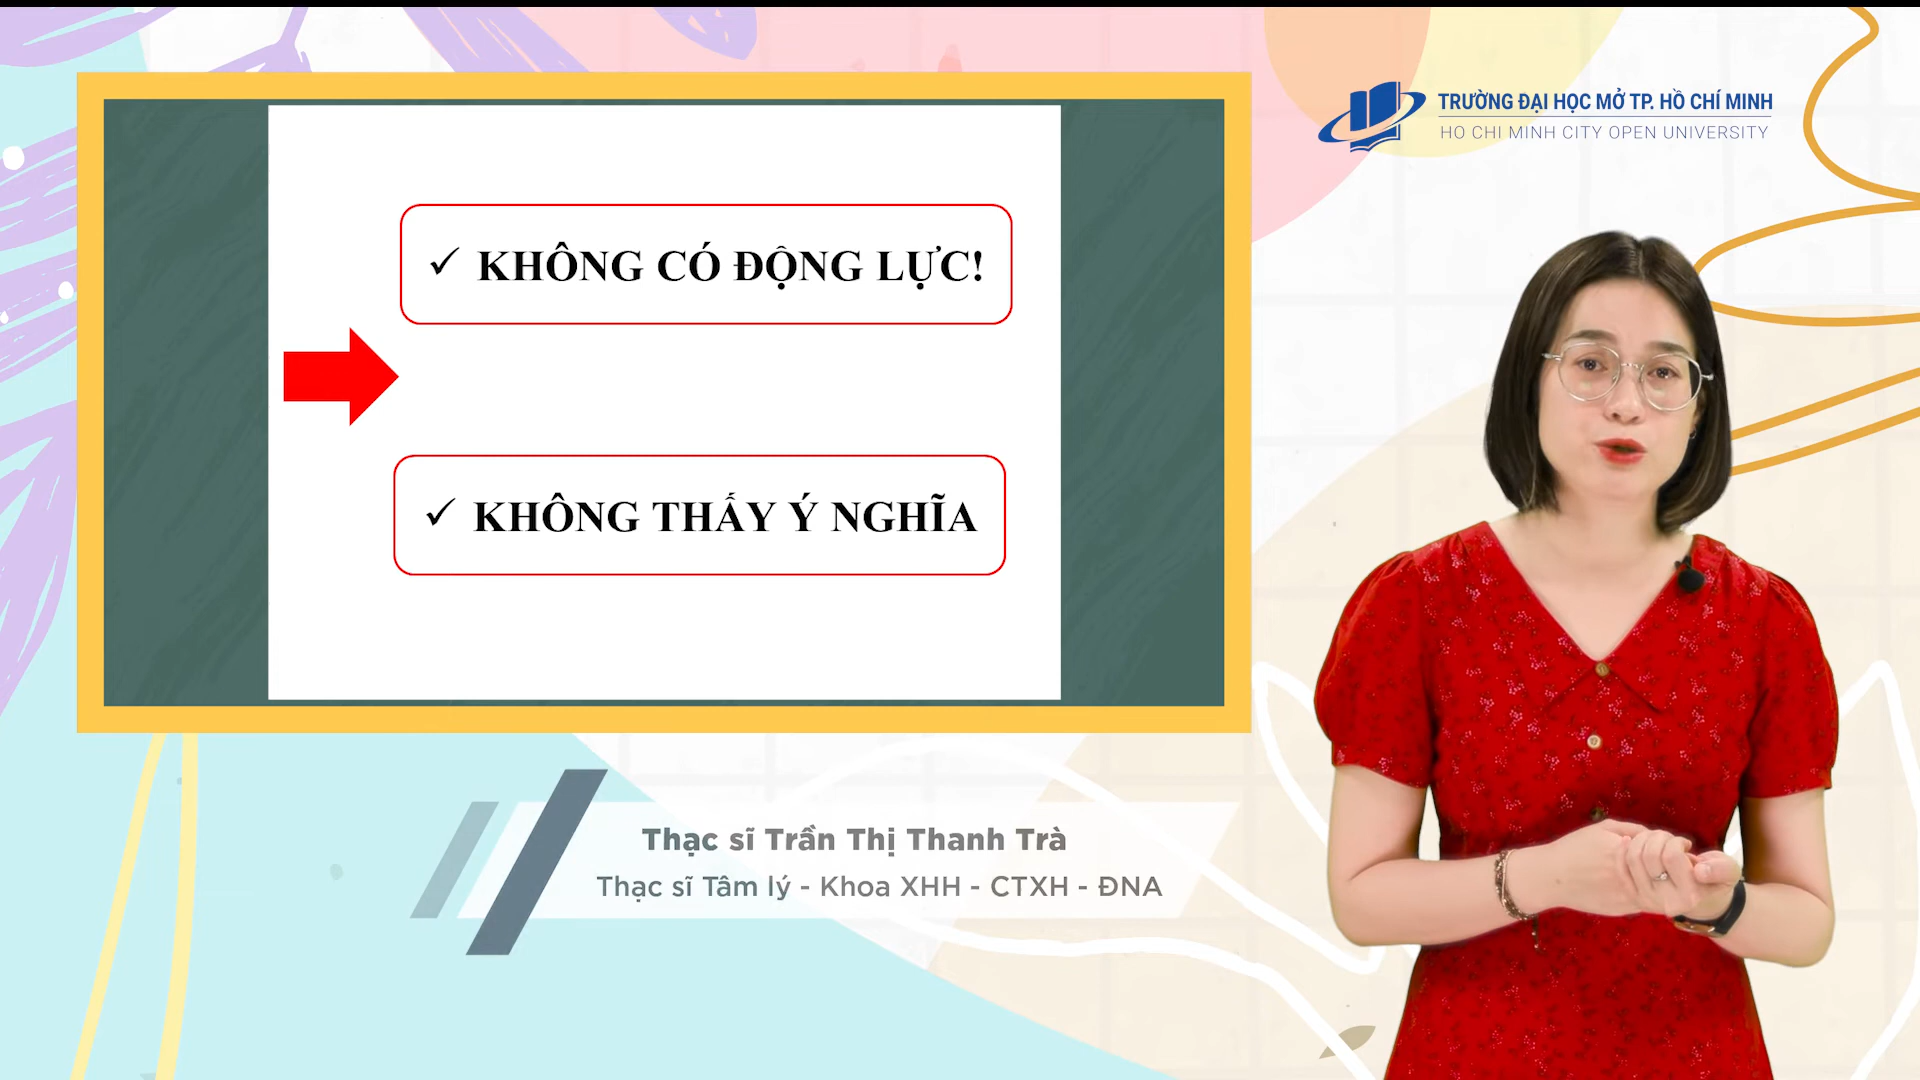 TRƯỜNG ĐẠI HỌC MỞ TP. HỒ CHÍ MINH
HO CHI MINH CITY OPEN UNIVERSITY
✓ KHÔNG CÓ ĐỘNG LỰC!
✓ KHÔNG THẤY Ý NGHĨA
Thạc sĩ Trần Thị Thanh Trà
Thạc sĩ Tâm lý - Khoa XHH - CTXH - ĐNA